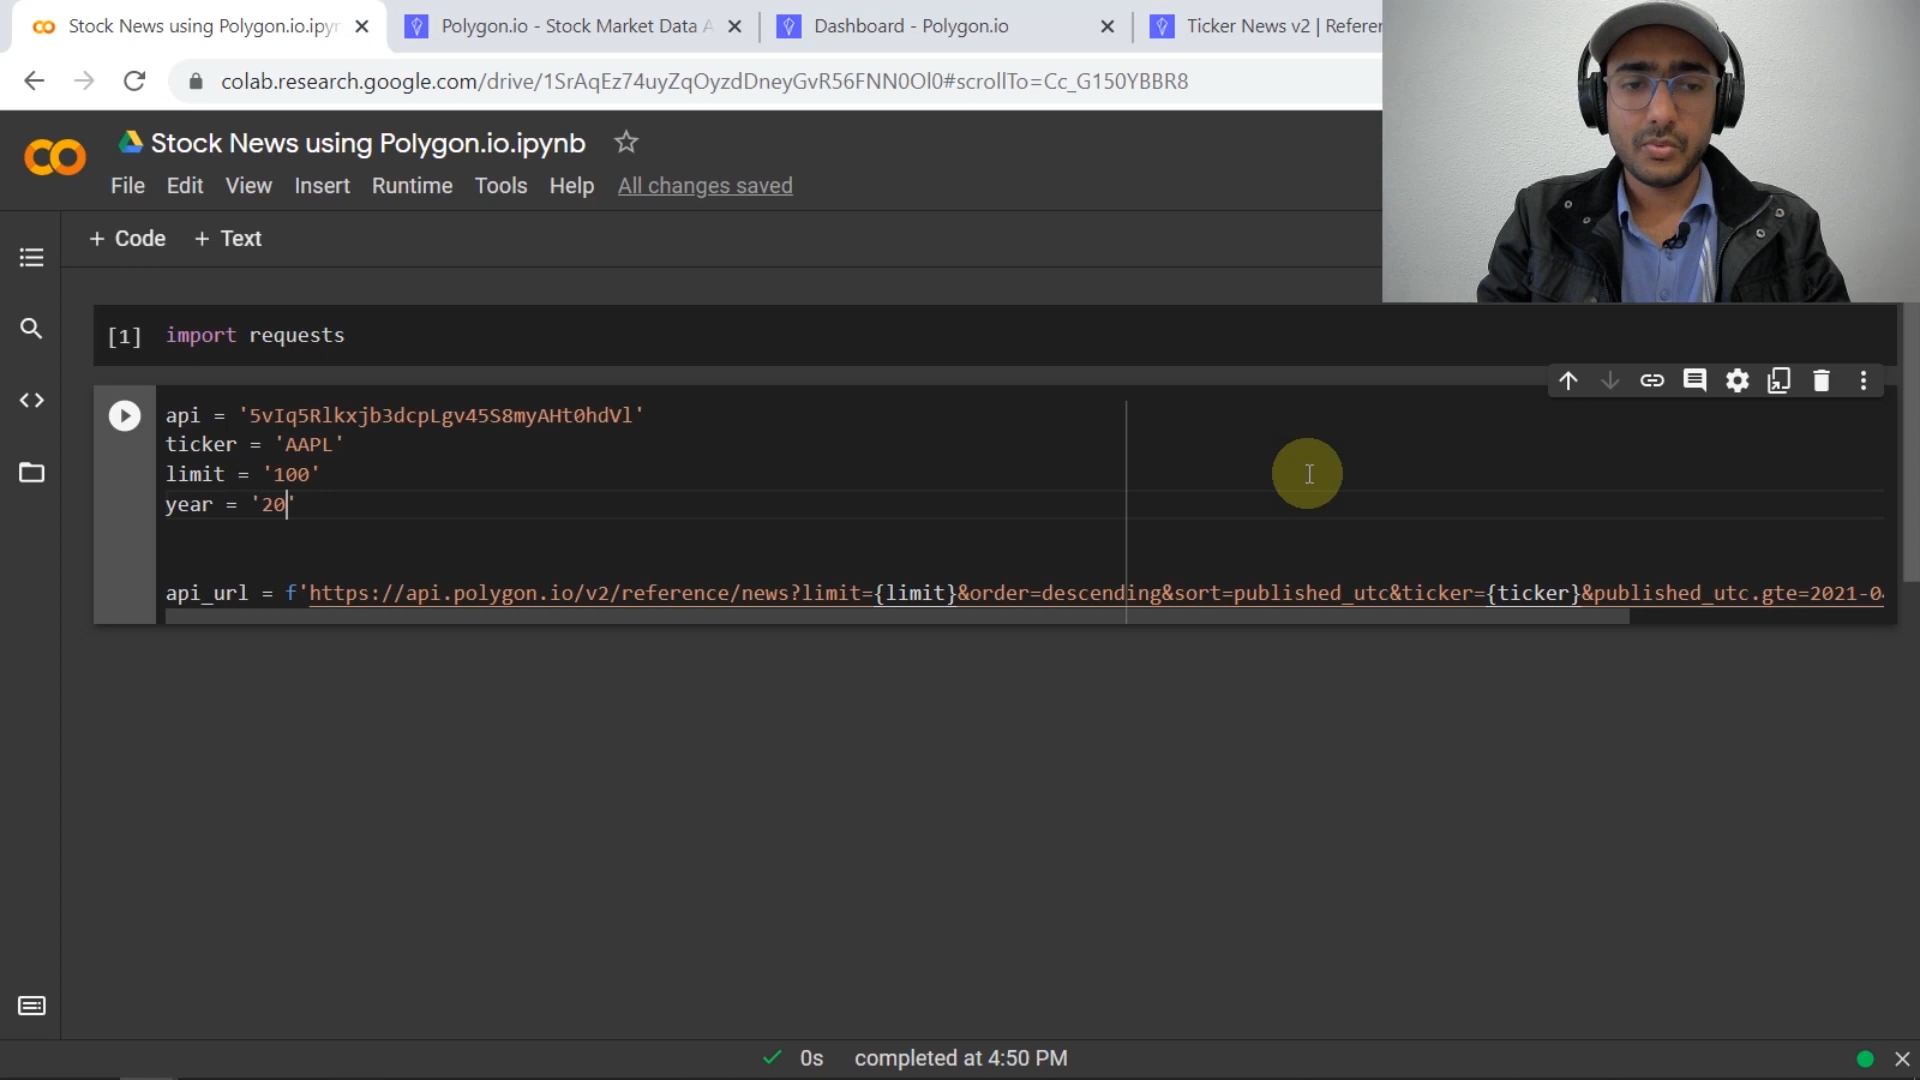 Stock News using Polygon.io.ipyn
Polygon.io - Stock Market Data A
Dashboard - Polygon.io
Ticker News v2 | Referen
colab.research.google.com/drive/1SrAqEz74uyZqOyzdDneyGvR56FNN0Ol0#scrollTo=Cc_G150YBBR8
Stock News using Polygon.io.ipynb
File Edit View Insert Runtime Tools Help All changes saved
+ Code + Text
[1] import requests
api = '5vIq5Rlkxjb3dcpLgv45S8myAHt0hdVl'
ticker = 'AAPL'
limit = '100'
year = '20'
api_url = f'https://api.polygon.io/v2/reference/news?limit={limit}&order=descending&sort=published_utc&ticker={ticker}&published_utc.gte=2021-04
0s completed at 4:50 PM